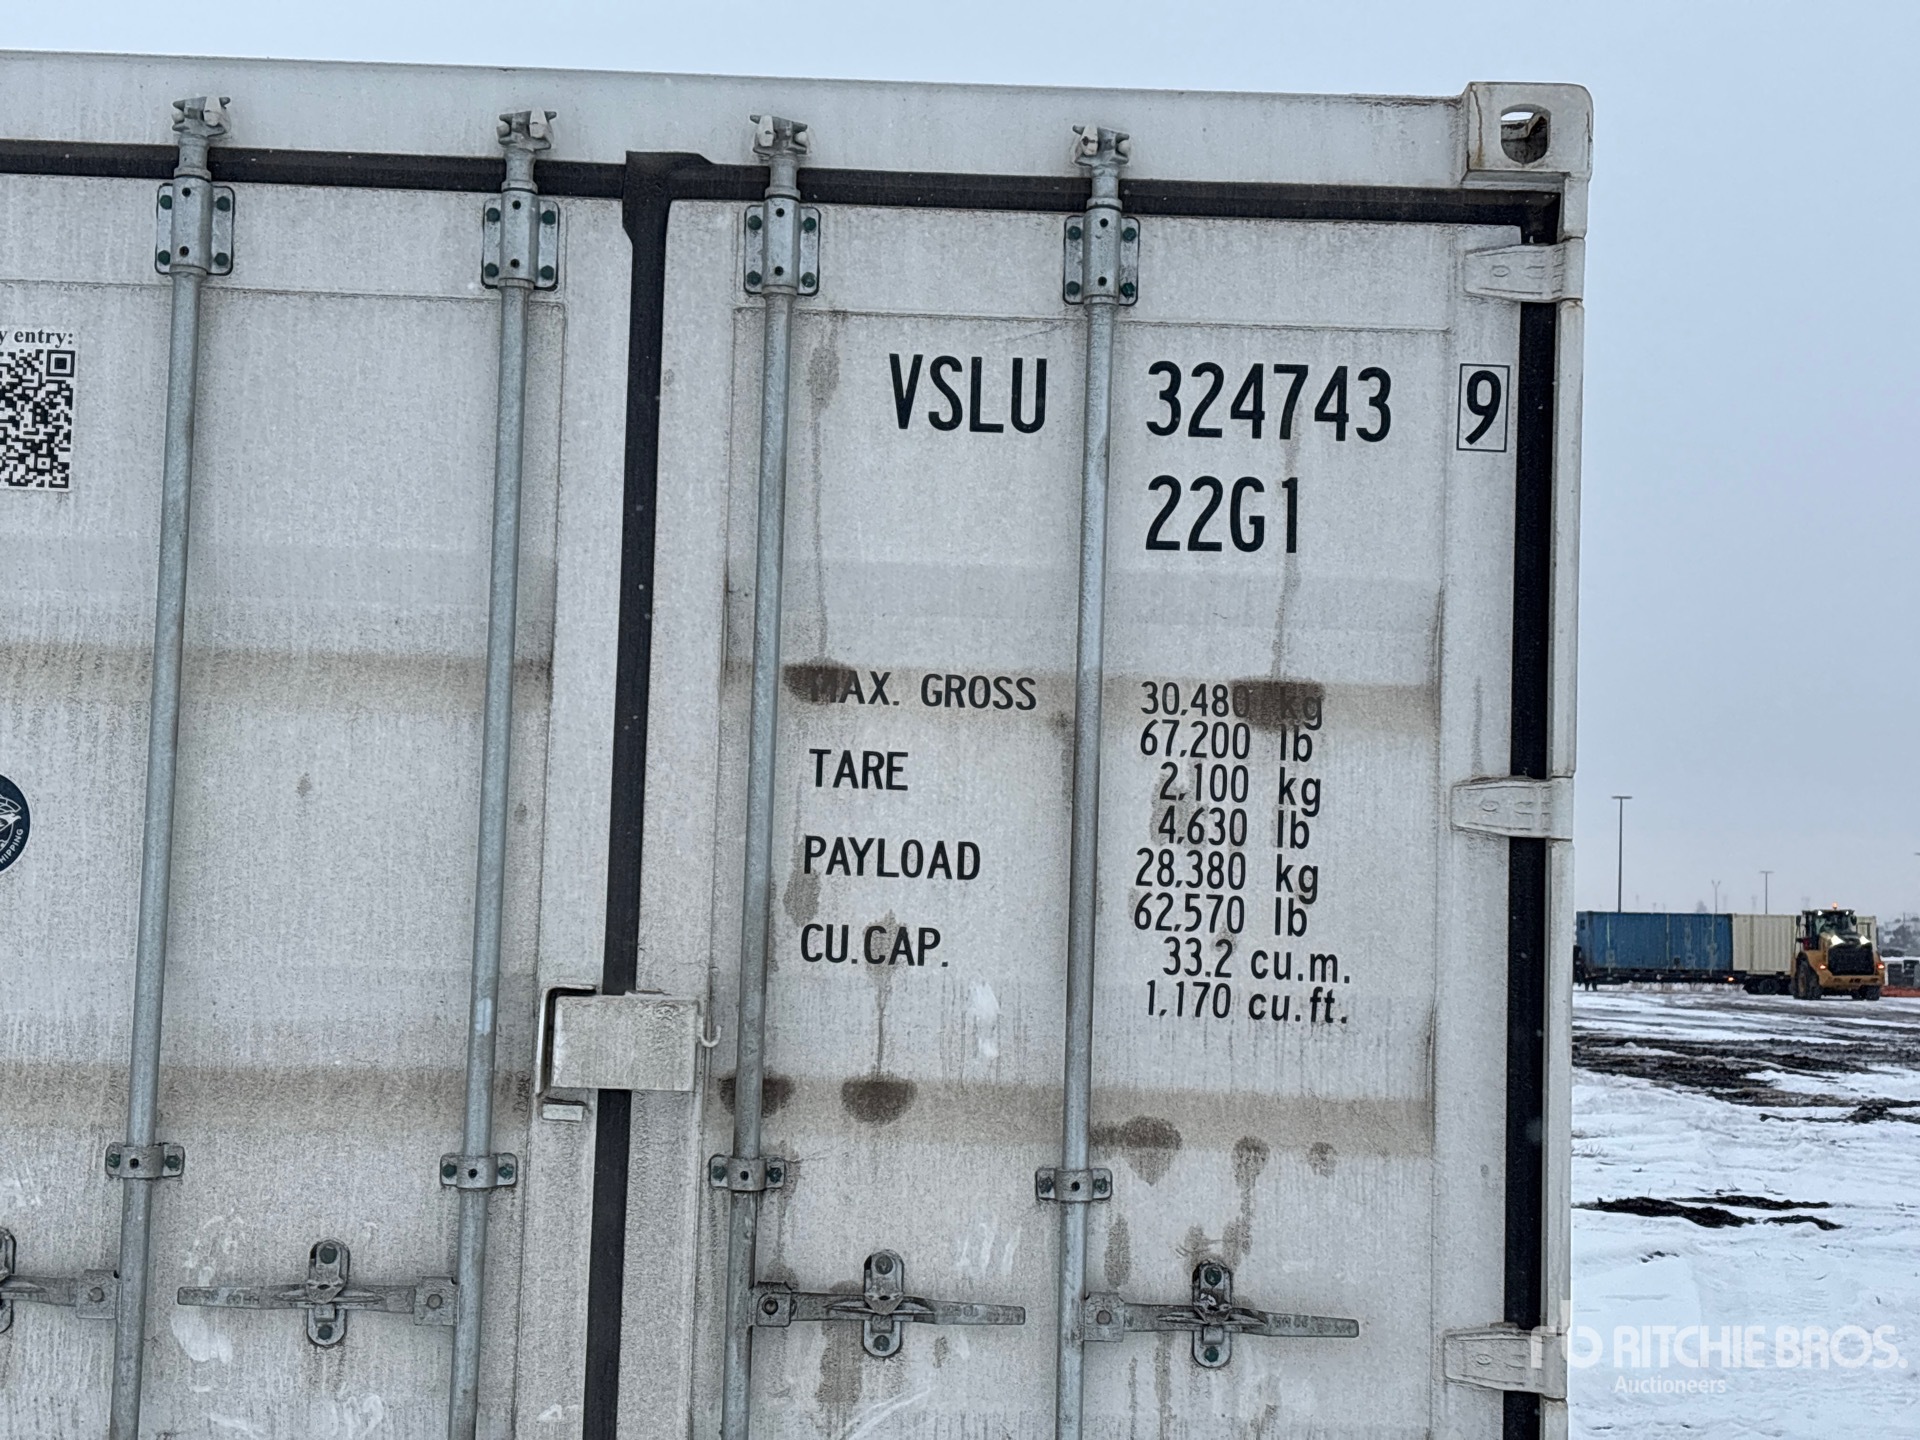 y entry:
VSLU 324743 9
22G1
MAX. GROSS 30,480 kg
67,200 lb
TARE 2,100 kg
4,630 lb
PAYLOAD 28,380 kg
62,570 lb
CU.CAP. 33.2 cu.m.
1,170 cu.ft.
HIPPING
RITCHIE BROS.
Auctioneers